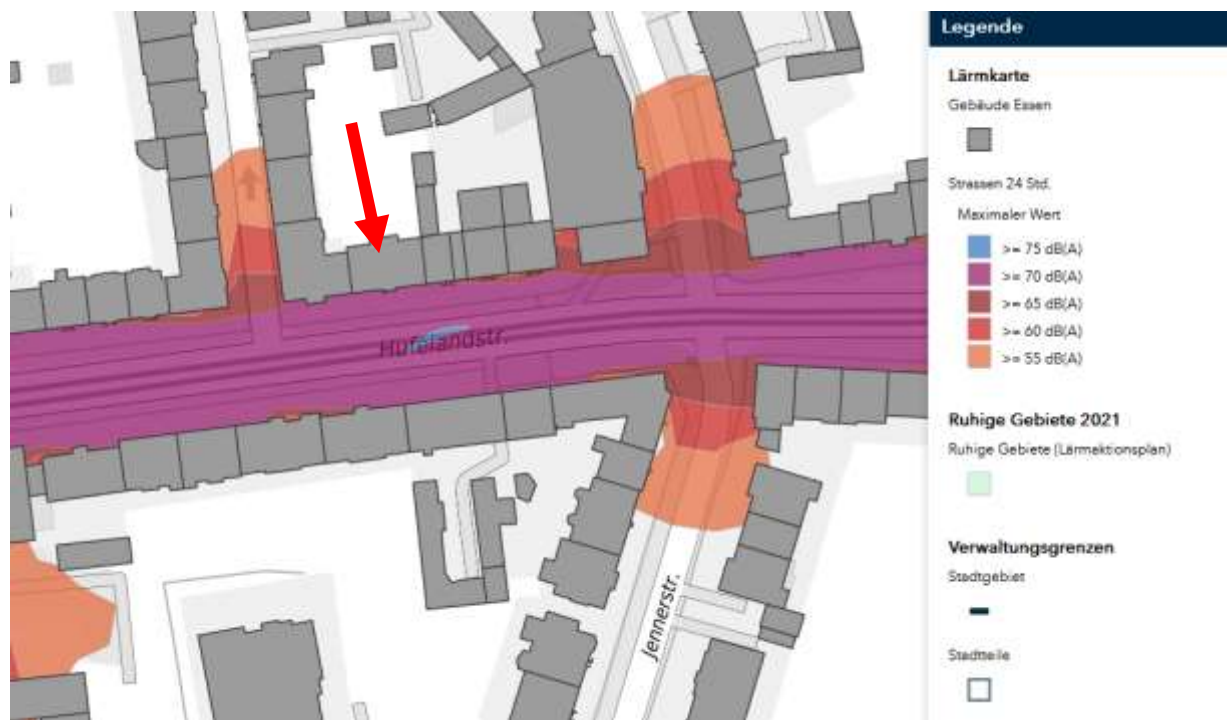 Hufelandstr.
Jennerstr.
Legende
Lärmkarte
Gebäude Essen
Strassen 24 Std.
Maximaler Wert
>= 75 dB(A)
>= 70 dB(A)
>= 65 dB(A)
>= 60 dB(A)
>= 55 dB(A)
Ruhige Gebiete 2021
Ruhige Gebiete (Lärmaktionsplan)
Verwaltungsgrenzen
Stadtgebiet
Stadtteile